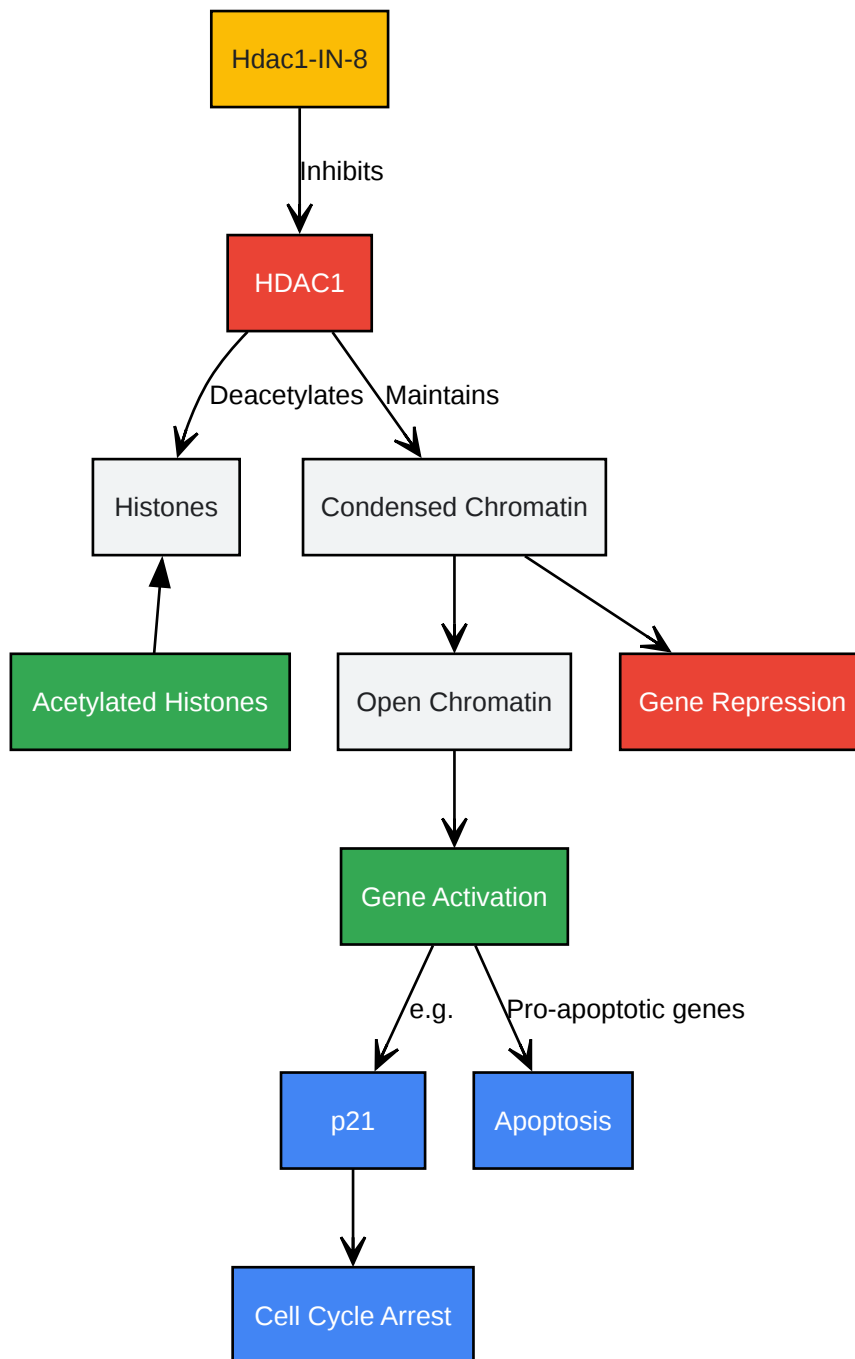 Hdac1-IN-8
Inhibits
HDAC1
Deacetylates
Maintains
Histones
Condensed Chromatin
Acetylated Histones
Open Chromatin
Gene Repression
Gene Activation
e.g.
Pro-apoptotic genes
p21
Apoptosis
Cell Cycle Arrest